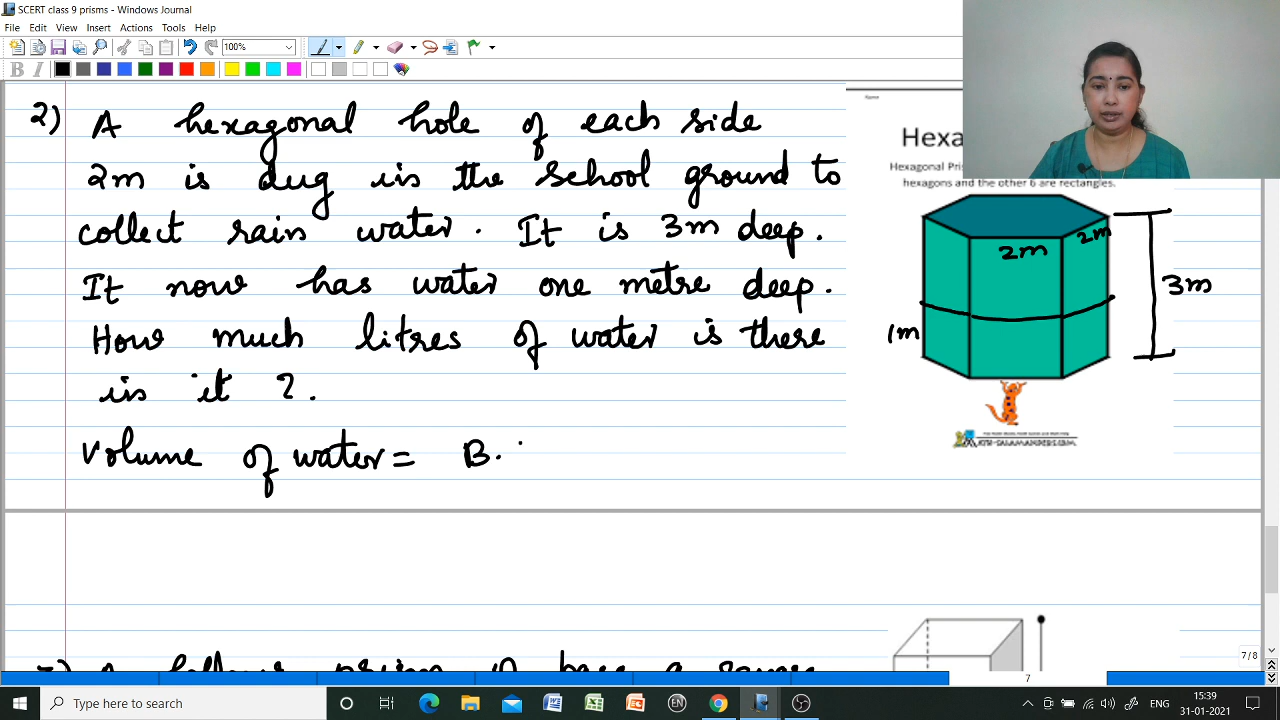 SCERT class 9 prisms - Windows Journal
File Edit View Insert Actions Tools Help
100%
B I
2) A hexagonal hole of each side
2m is dug in the school ground to
collect rain water. It is 3m deep.
It now has water one metre deep.
How much litres of water is there
in it ?.
Volume of water = B.
Name
Hexa
Hexagonal Pris
hexagons and the other 6 are rectangles.
2m
2m
3m
1m
7/8
7
Type here to search
ENG
15:39
31-01-2021